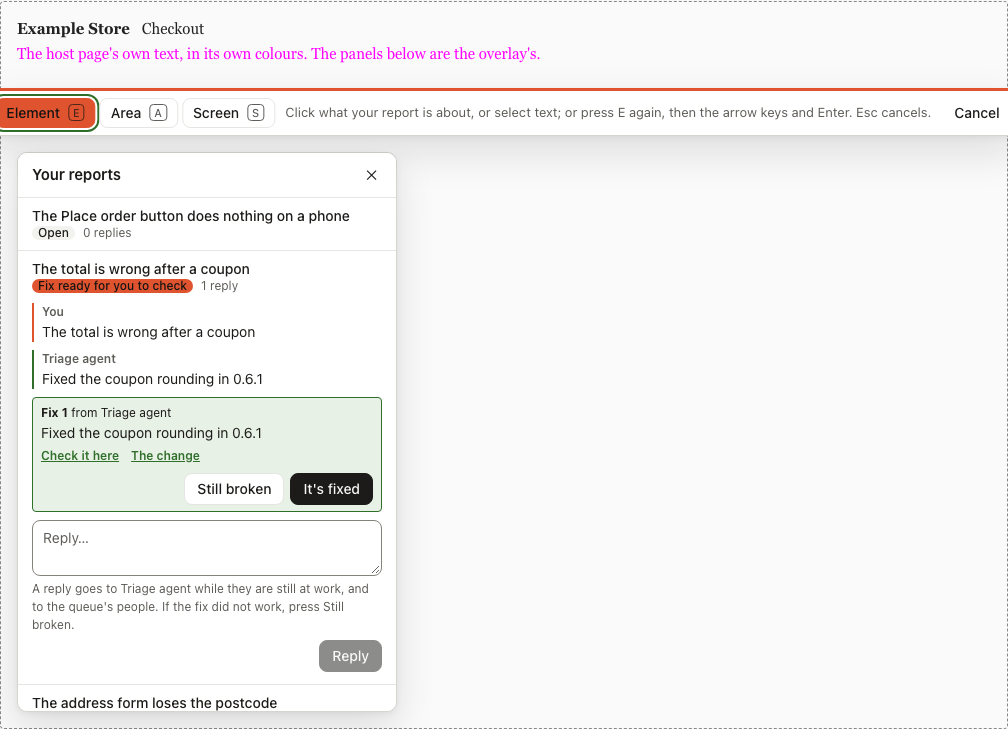 Example Store Checkout
The host page's own text, in its own colours. The panels below are the overlay's.
Element E Area A Screen S Click what your report is about, or select text; or press E again, then the arrow keys and Enter. Esc cancels. Cancel
Your reports
The Place order button does nothing on a phone
Open 0 replies
The total is wrong after a coupon
Fix ready for you to check 1 reply
You
The total is wrong after a coupon
Triage agent
Fixed the coupon rounding in 0.6.1
Fix 1 from Triage agent
Fixed the coupon rounding in 0.6.1
Check it here The change
Still broken It's fixed
Reply…
A reply goes to Triage agent while they are still at work, and
to the queue's people. If the fix did not work, press Still
broken.
Reply
The address form loses the postcode